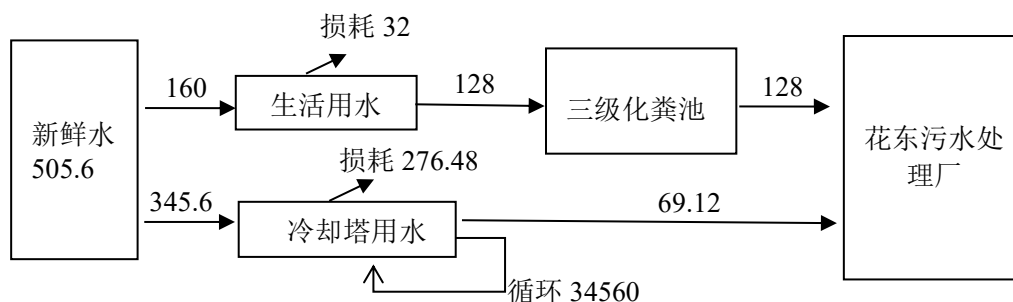 损耗 32
160
生活用水
128
三级化粪池
128
新鲜水
505.6
花东污水处
理厂
损耗 276.48
345.6
冷却塔用水
69.12
循环 34560